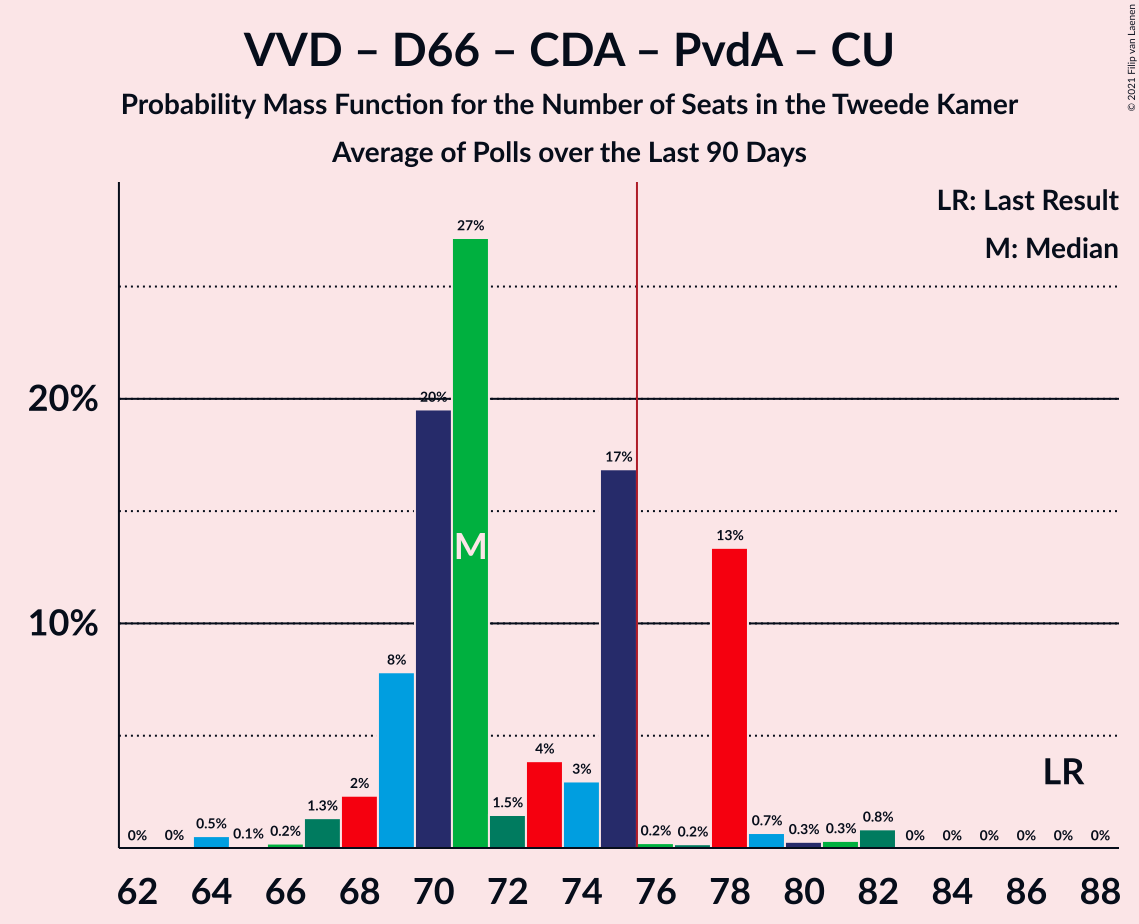 VVD – D66 – CDA – PvdA – CU
Probability Mass Function for the Number of Seats in the Tweede Kamer
Average of Polls over the Last 90 Days
© 2021 Filip van Laenen
LR: Last Result
M: Median
20%
10%
0% 0% 0.5% 0.1% 0.2% 1.3% 2% 8% 20% 27% 1.5% 4% 3% 17% 0.2% 0.2% 13% 0.7% 0.3% 0.3% 0.8% 0% 0% 0% 0% 0% 0%
M
LR
62 64 66 68 70 72 74 76 78 80 82 84 86 88